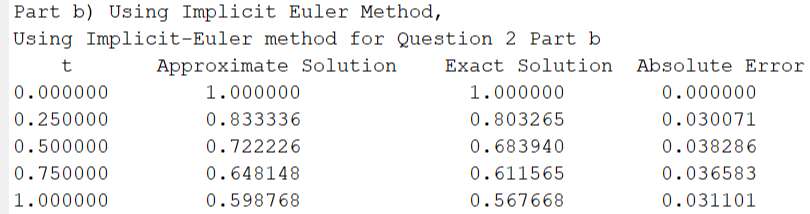 Part b) Using Implicit Euler Method,
Using Implicit-Euler method for Question 2 Part b
t Approximate Solution Exact Solution Absolute Error
0.000000 1.000000 1.000000 0.000000
0.250000 0.833336 0.803265 0.030071
0.500000 0.722226 0.683940 0.038286
0.750000 0.648148 0.611565 0.036583
1.000000 0.598768 0.567668 0.031101